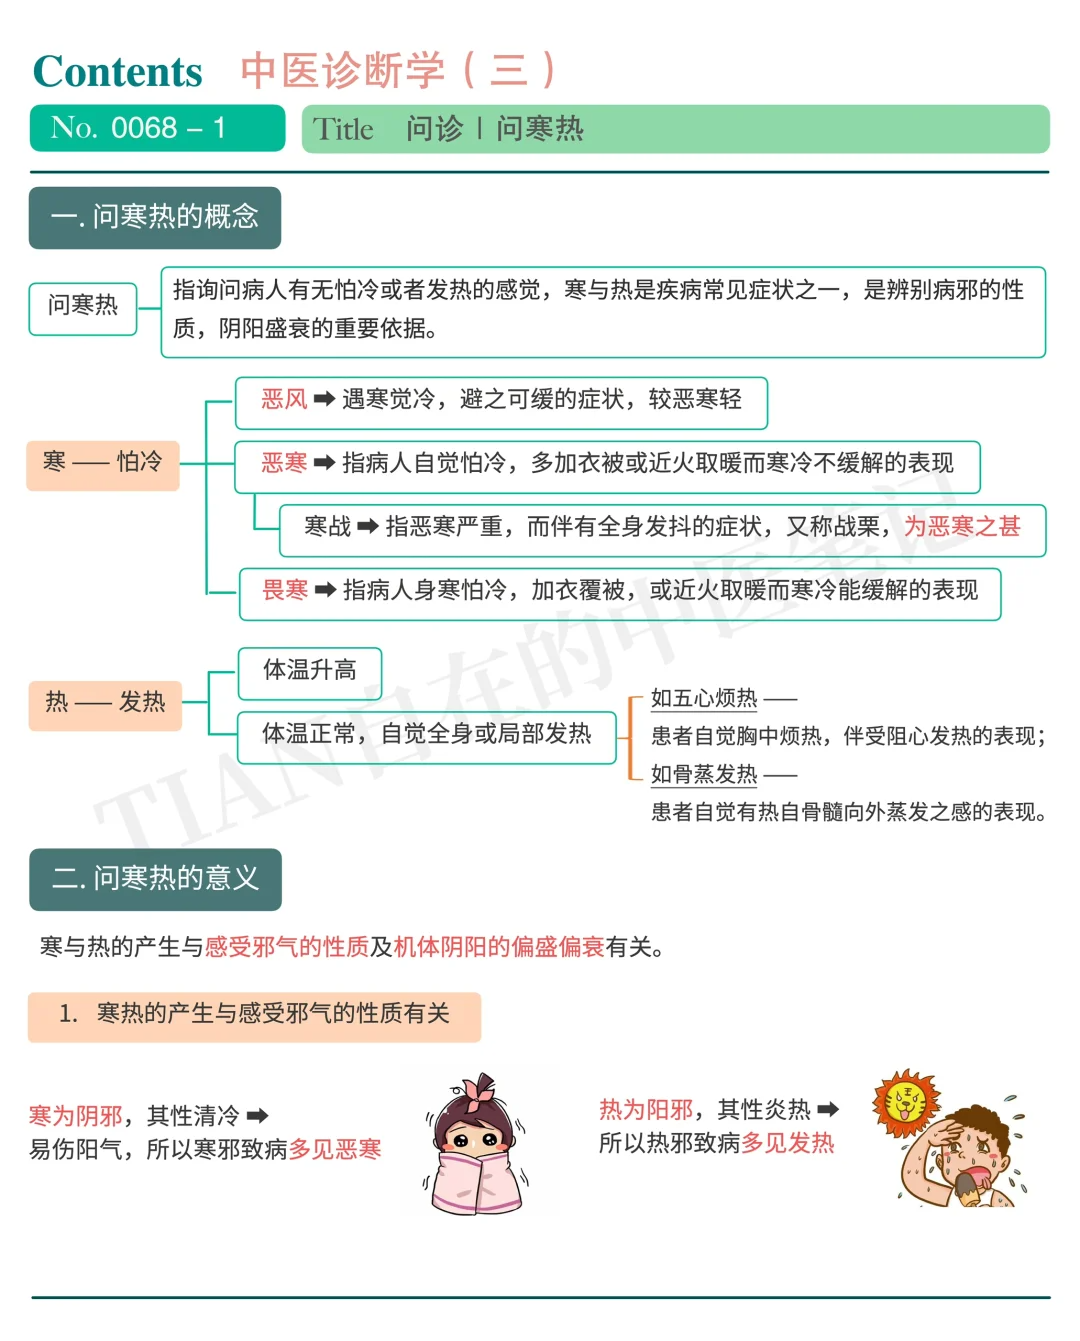 Contents 中医诊断学（三）
No. 0068 – 1
Title 问诊 | 问寒热
一. 问寒热的概念
问寒热
指询问病人有无怕冷或者发热的感觉，寒与热是疾病常见症状之一，是辨别病邪的性
质，阴阳盛衰的重要依据。
寒 —— 怕冷
恶风 ➡ 遇寒觉冷，避之可缓的症状，较恶寒轻
恶寒 ➡ 指病人自觉怕冷，多加衣被或近火取暖而寒冷不缓解的表现
寒战 ➡ 指恶寒严重，而伴有全身发抖的症状，又称战栗，为恶寒之甚
畏寒 ➡ 指病人身寒怕冷，加衣覆被，或近火取暖而寒冷能缓解的表现
热 —— 发热
体温升高
体温正常，自觉全身或局部发热
如五心烦热 ——
患者自觉胸中烦热，伴受阻心发热的表现；
如骨蒸发热 ——
患者自觉有热自骨髓向外蒸发之感的表现。
TIAN自在的中医笔记
二. 问寒热的意义
寒与热的产生与感受邪气的性质及机体阴阳的偏盛偏衰有关。
1. 寒热的产生与感受邪气的性质有关
寒为阴邪，其性清冷 ➡
易伤阳气，所以寒邪致病多见恶寒
热为阳邪，其性炎热 ➡
所以热邪致病多见发热